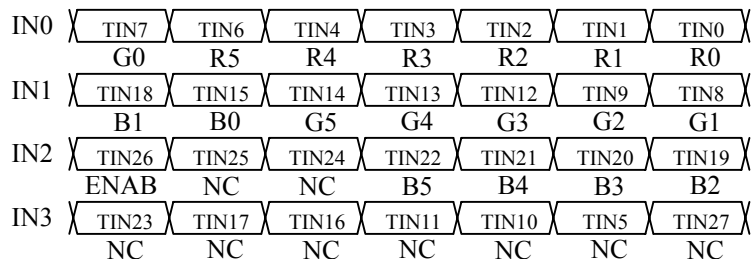 IN0 TIN7 TIN6 TIN4 TIN3 TIN2 TIN1 TIN0
G0 R5 R4 R3 R2 R1 R0
IN1 TIN18 TIN15 TIN14 TIN13 TIN12 TIN9 TIN8
B1 B0 G5 G4 G3 G2 G1
IN2 TIN26 TIN25 TIN24 TIN22 TIN21 TIN20 TIN19
ENAB NC NC B5 B4 B3 B2
IN3 TIN23 TIN17 TIN16 TIN11 TIN10 TIN5 TIN27
NC NC NC NC NC NC NC